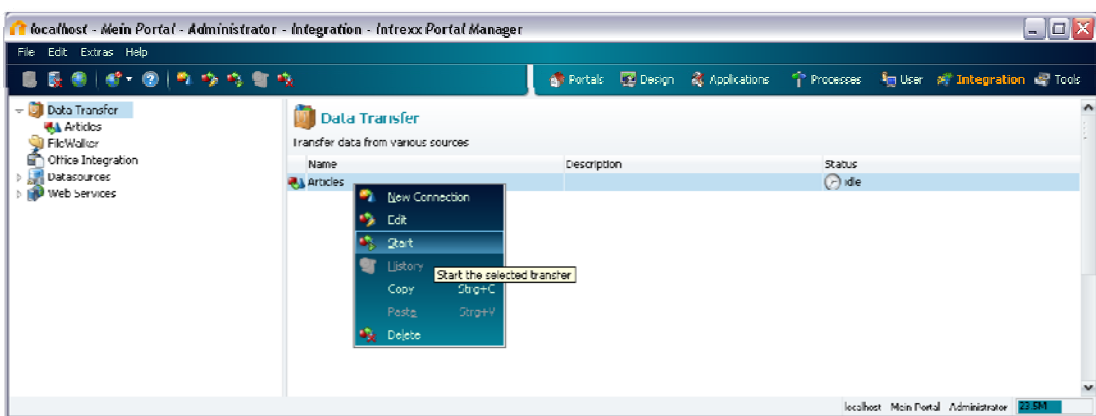 localhost - Mein Portal - Administrator - Integration - Intrexx Portal Manager
File Edit Extras Help
Portals Design Applications Processes User Integration Tools
Data Transfer
Articles
FileWalker
Office Integration
Datasources
Web Services
Data Transfer
Transfer data from various sources
Name Description Status
Articles idle
New Connection
Edit
Start
History
Start the selected transfer
Copy Strg+C
Paste Strg+V
Delete
localhost Mein Portal Administrator 23.5M